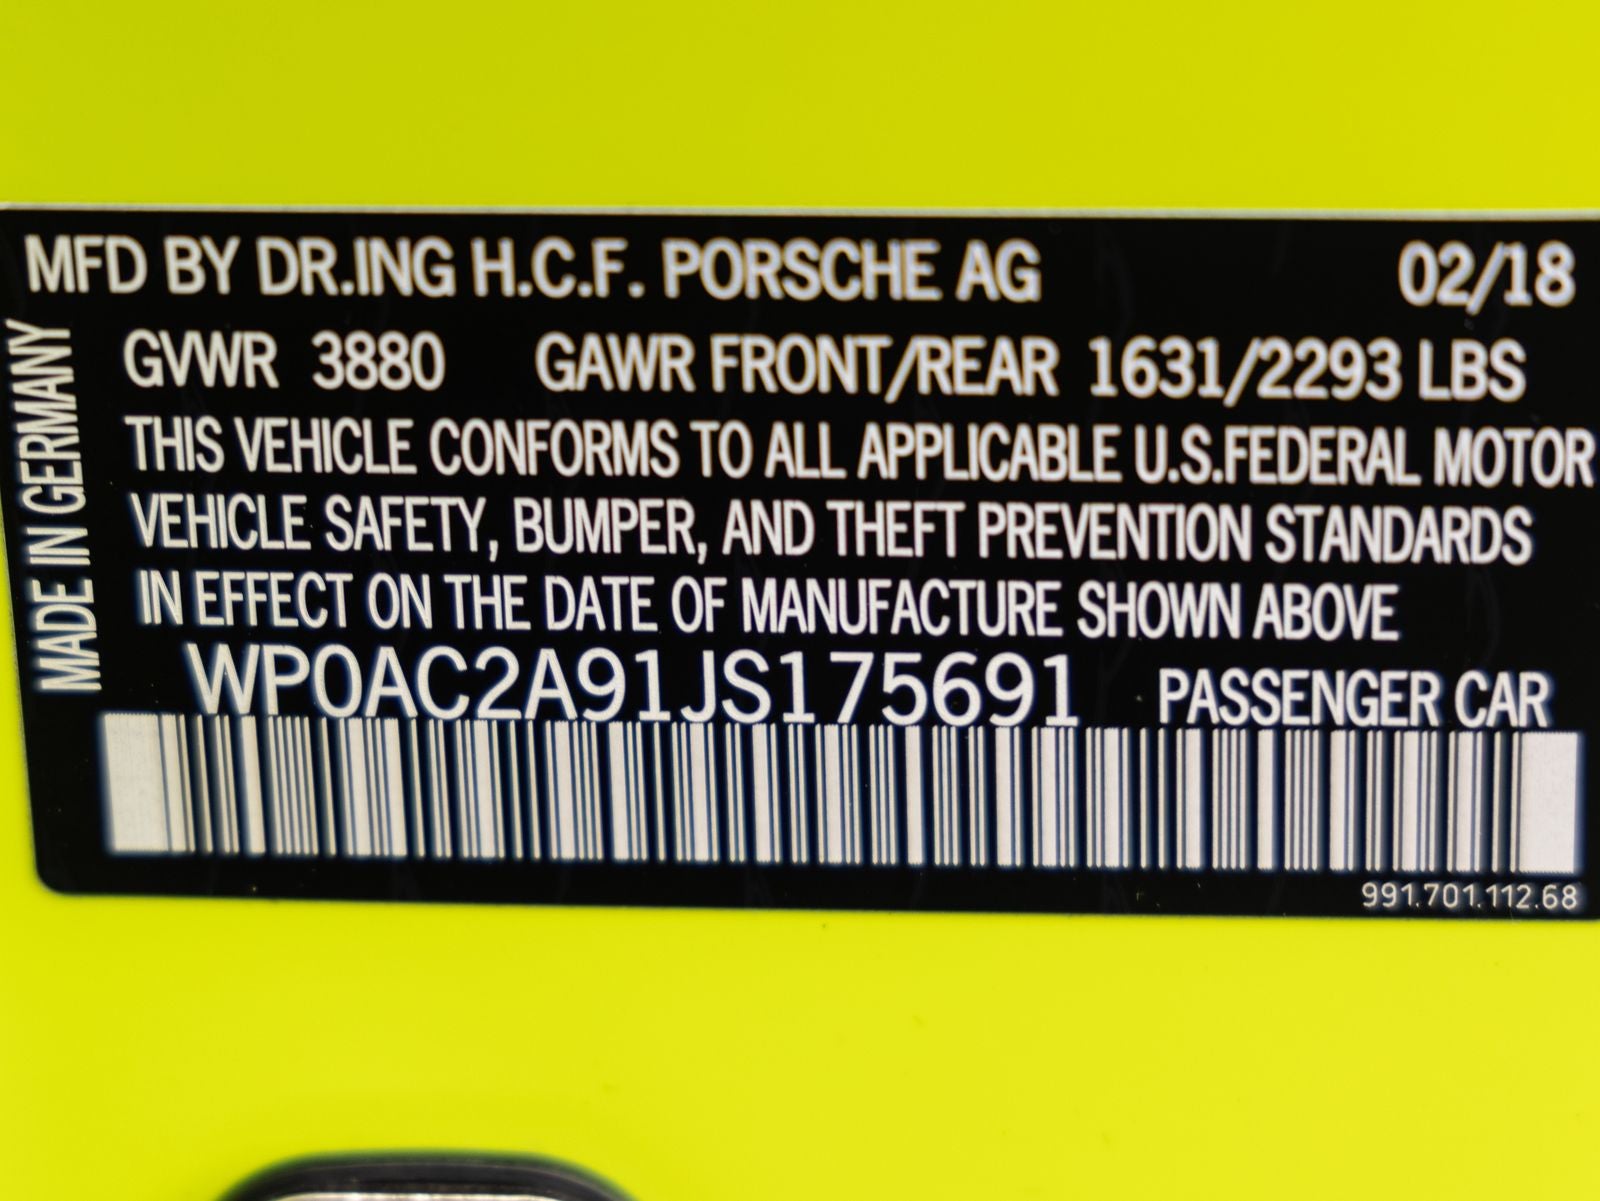 MFD BY DR.ING H.C.F. PORSCHE AG 02/18
MADE IN GERMANY
GVWR 3880 GAWR FRONT/REAR 1631/2293 LBS
THIS VEHICLE CONFORMS TO ALL APPLICABLE U.S.FEDERAL MOTOR
VEHICLE SAFETY, BUMPER, AND THEFT PREVENTION STANDARDS
IN EFFECT ON THE DATE OF MANUFACTURE SHOWN ABOVE
WP0AC2A91JS175691 PASSENGER CAR
991.701.112.68